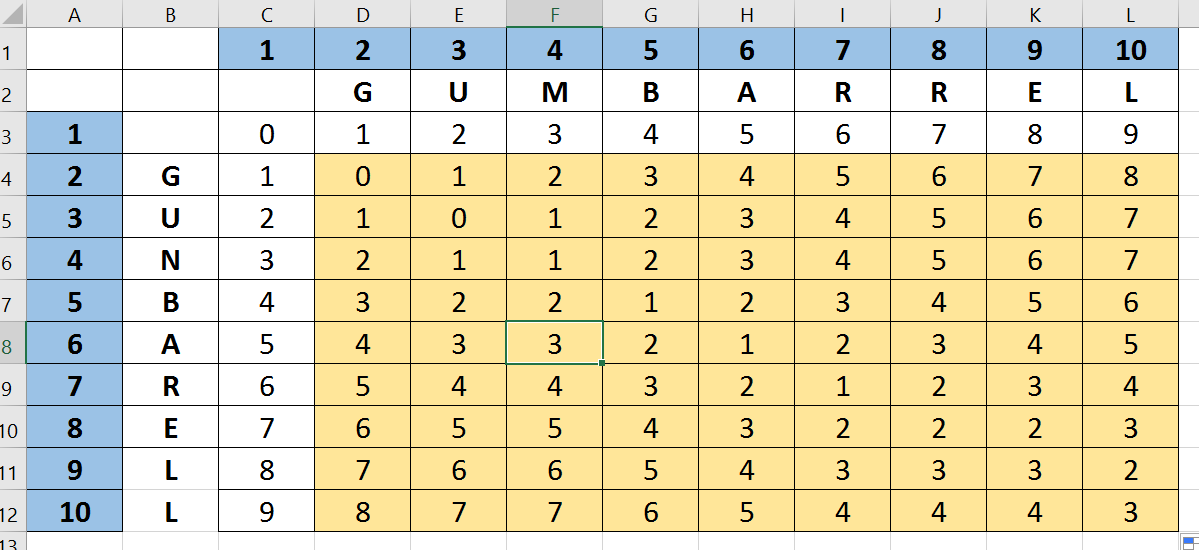 A B C D E F G H I J K L
1 1 2 3 4 5 6 7 8 9 10
2 G U M B A R R E L
3 1 0 1 2 3 4 5 6 7 8 9
4 2 G 1 0 1 2 3 4 5 6 7 8
5 3 U 2 1 0 1 2 3 4 5 6 7
6 4 N 3 2 1 1 2 3 4 5 6 7
7 5 B 4 3 2 2 1 2 3 4 5 6
8 6 A 5 4 3 3 2 1 2 3 4 5
9 7 R 6 5 4 4 3 2 1 2 3 4
10 8 E 7 6 5 5 4 3 2 2 2 3
11 9 L 8 7 6 6 5 4 3 3 3 2
12 10 L 9 8 7 7 6 5 4 4 4 3
13